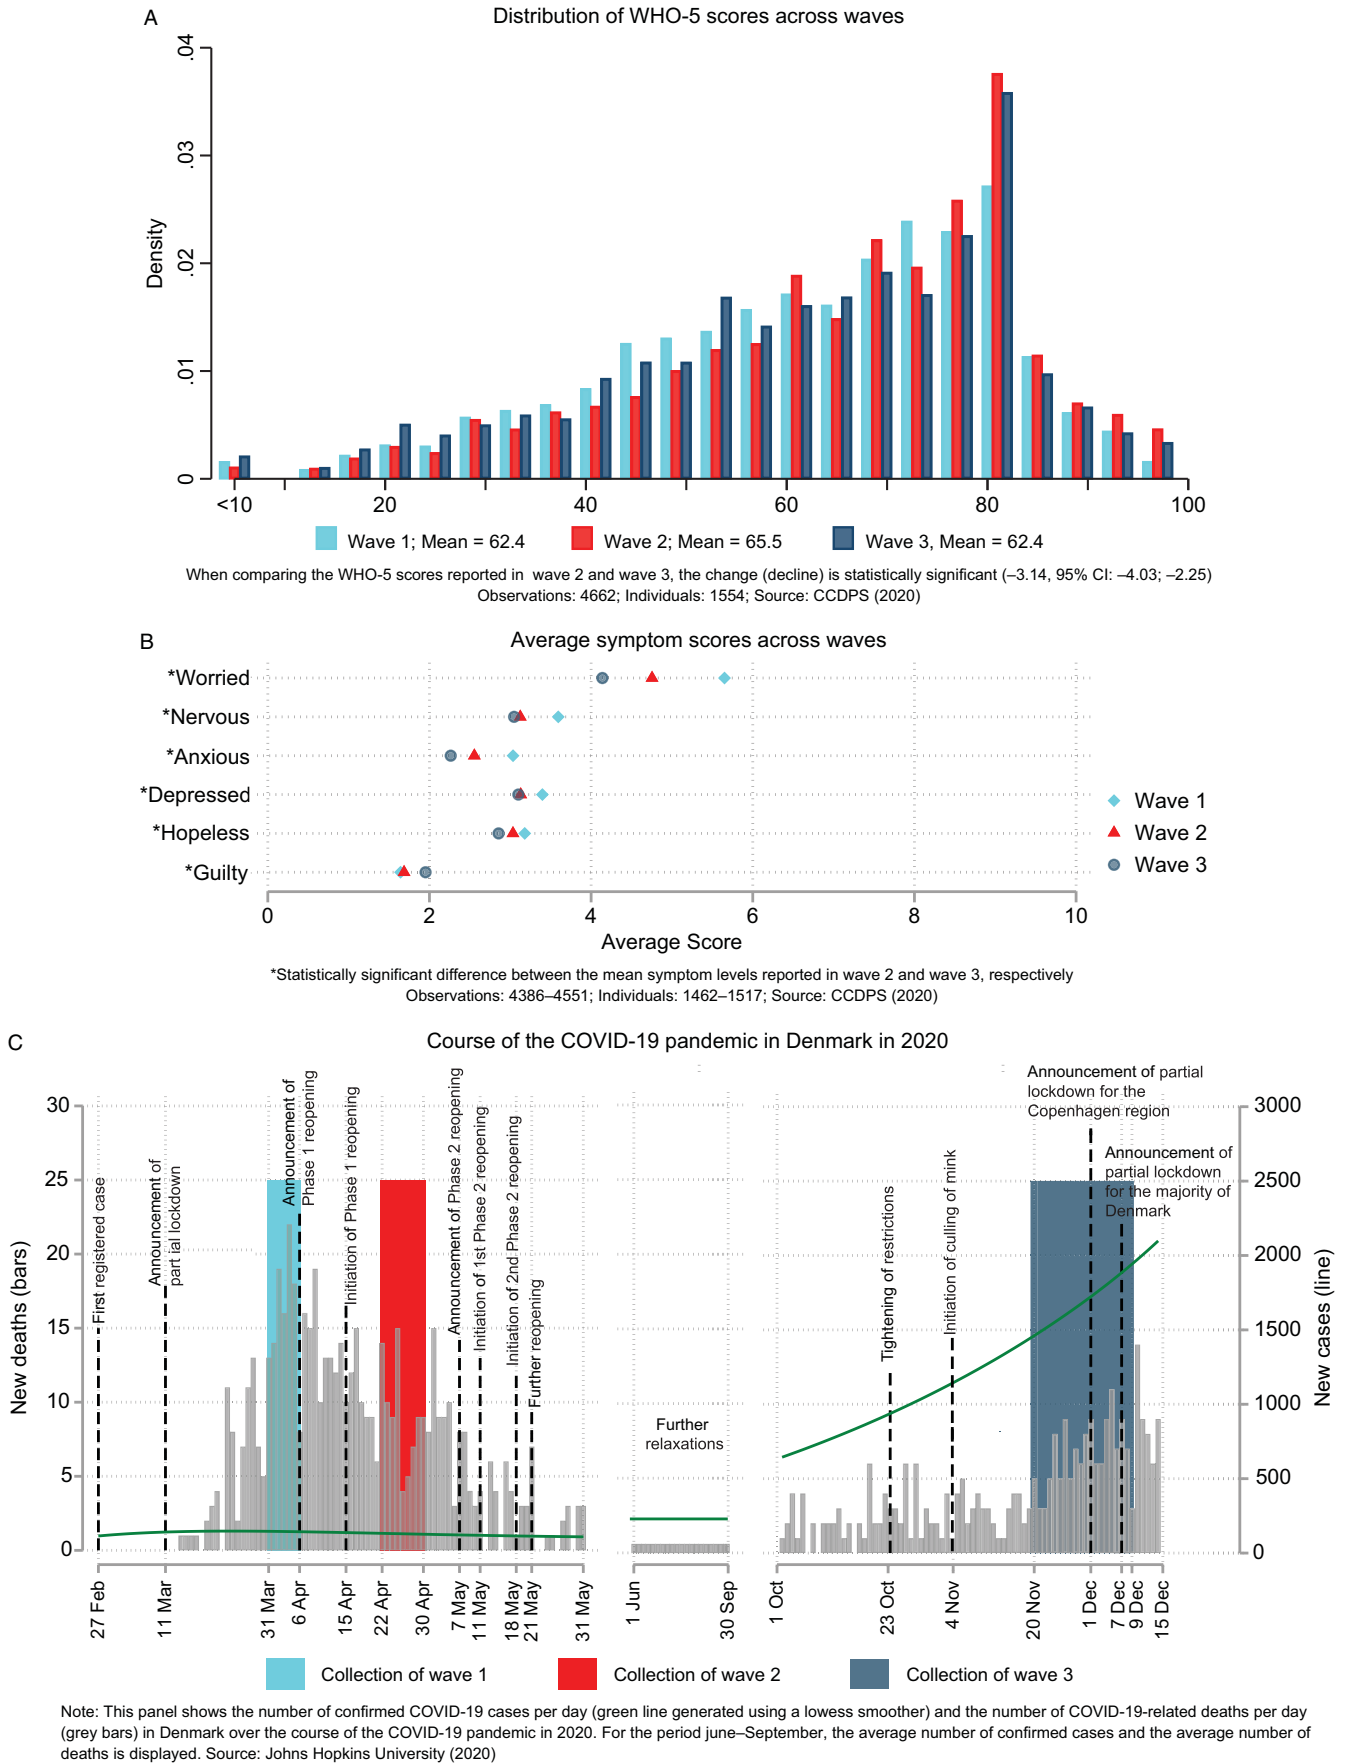 A
Distribution of WHO-5 scores across waves
.04
.03
.02
.01
0
Density
<10
20
40
60
80
100
Wave 1; Mean = 62.4
Wave 2; Mean = 65.5
Wave 3, Mean = 62.4
When comparing the WHO-5 scores reported in wave 2 and wave 3, the change (decline) is statistically significant (–3.14, 95% CI: –4.03; –2.25)
Observations: 4662; Individuals: 1554; Source: CCDPS (2020)
B
Average symptom scores across waves
*Worried
*Nervous
*Anxious
*Depressed
*Hopeless
*Guilty
Wave 1
Wave 2
Wave 3
0
2
4
6
8
10
Average Score
*Statistically significant difference between the mean symptom levels reported in wave 2 and wave 3, respectively
Observations: 4386–4551; Individuals: 1462–1517; Source: CCDPS (2020)
C
Course of the COVID-19 pandemic in Denmark in 2020
30
25
20
15
10
5
0
New deaths (bars)
First registered case
Announcement of
part ial lockdown
Announcement of
Phase 1 reopening
Initiation of Phase 1 reopening
Announcement of Phase 2 reopening
Initiation of 1st Phase 2 reopening
Initiation of 2nd Phase 2 reopening
Further reopening
Further
relaxations
Tightening of restrictions
Initiation of culling of mink
Announcement of partial
lockdown for the
Copenhagen region
Announcement of
partial lockdown
for the majority of
Denmark
3000
2500
2000
1500
1000
500
0
New cases (line)
27 Feb
11 Mar
31 Mar
6 Apr
15 Apr
22 Apr
30 Apr
7 May
11 May
18 May
21 May
31 May
1 Jun
30 Sep
1 Oct
23 Oct
4 Nov
20 Nov
1 Dec
7 Dec
9 Dec
15 Dec
Collection of wave 1
Collection of wave 2
Collection of wave 3
Note: This panel shows the number of confirmed COVID-19 cases per day (green line generated using a lowess smoother) and the number of COVID-19-related deaths per day
(grey bars) in Denmark over the course of the COVID-19 pandemic in 2020. For the period june–September, the average number of confirmed cases and the average number of
deaths is displayed. Source: Johns Hopkins University (2020)